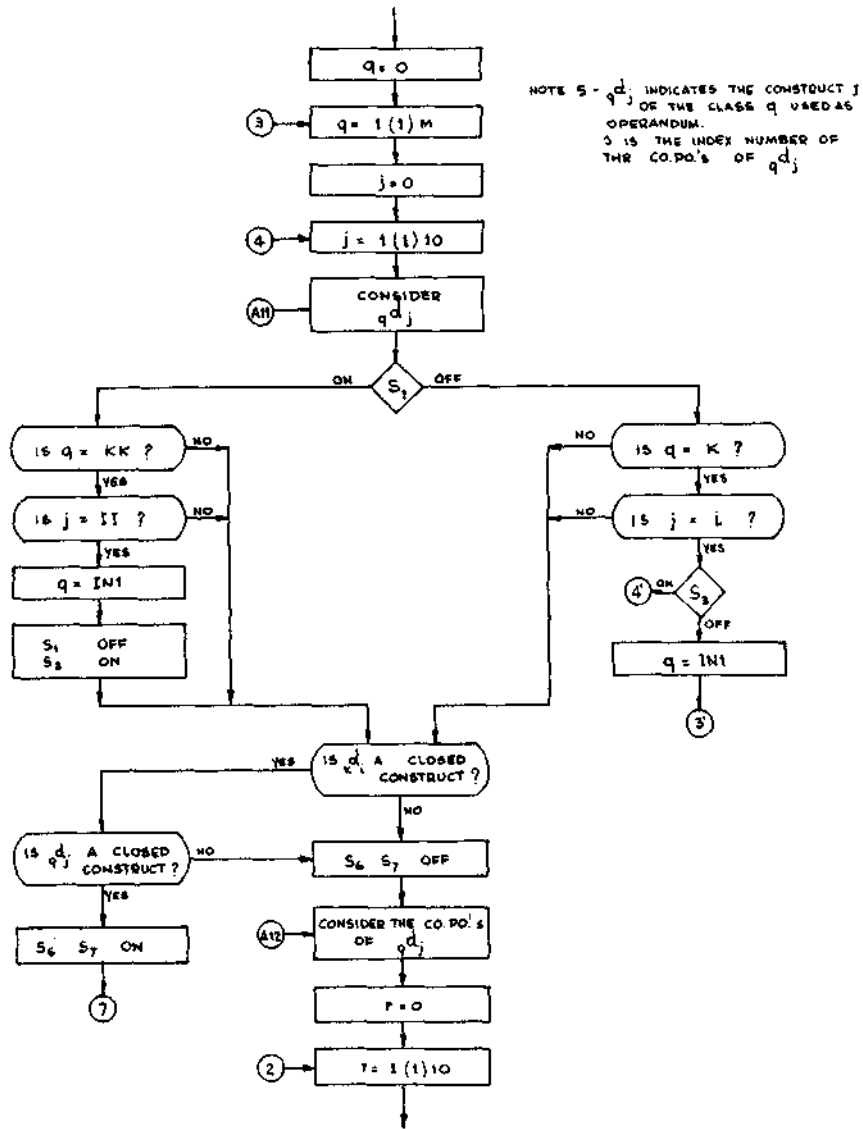 q = 0
NOTE 5 - qdj INDICATES THE CONSTRUCT J
OF THE CLASS q USED AS
OPERANDUM.
J IS THE INDEX NUMBER OF
THR CO.PO.'s OF qdj
3
q = 1 (1) M
j = 0
4
j = 1 (1) 10
A11
CONSIDER
qdj
ON
OFF
IS q = KK ?
NO
NO
IS q = K ?
YES
YES
IS j = II ?
NO
NO
IS j = i ?
YES
YES
q = IN1
4'
ON
S3
S1 OFF
S3 ON
OFF
q = IN1
3'
YES
IS kdi A CLOSED
CONSTRUCT ?
NO
IS qdj A CLOSED
CONSTRUCT ?
NO
S6 S7 OFF
YES
S6 S7 ON
A12
CONSIDER THE CO.PO.'s
OF qdj
7
r = 0
2
r = 1 (1) 10